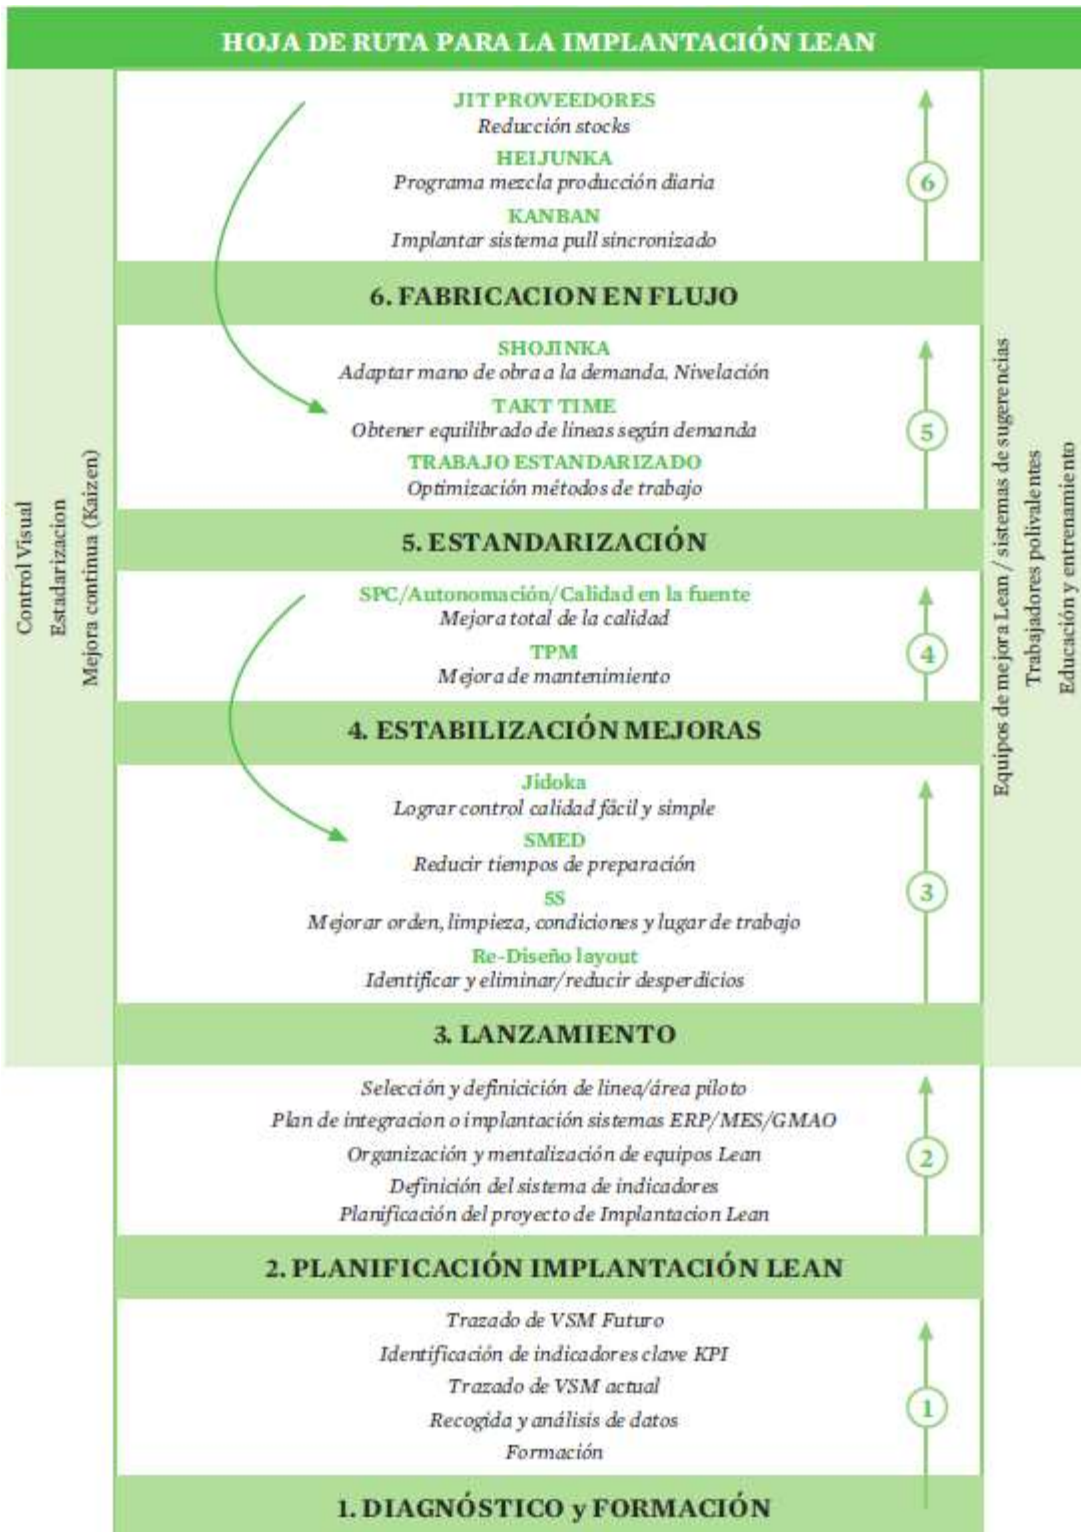 HOJA DE RUTA PARA LA IMPLANTACIÓN LEAN
JIT PROVEEDORES
Reducción stocks
HEIJUNKA
Programa mezcla producción diaria
KANBAN
Implantar sistema pull sincronizado
6
6. FABRICACION EN FLUJO
SHOJINKA
Adaptar mano de obra a la demanda. Nivelación
TAKT TIME
Obtener equilibrado de lineas según demanda
TRABAJO ESTANDARIZADO
Optimización métodos de trabajo
5
5. ESTANDARIZACIÓN
SPC/Autonomación/Calidad en la fuente
Mejora total de la calidad
TPM
Mejora de mantenimiento
4
4. ESTABILIZACIÓN MEJORAS
Jidoka
Lograr control calidad fácil y simple
SMED
Reducir tiempos de preparación
5S
Mejorar orden, limpieza, condiciones y lugar de trabajo
Re-Diseño layout
Identificar y eliminar/reducir desperdicios
3
3. LANZAMIENTO
Selección y definicición de linea/área piloto
Plan de integracion o implantación sistemas ERP/MES/GMAO
Organización y mentalización de equipos Lean
Definición del sistema de indicadores
Planificación del proyecto de Implantacion Lean
2
2. PLANIFICACIÓN IMPLANTACIÓN LEAN
Trazado de VSM Futuro
Identificación de indicadores clave KPI
Trazado de VSM actual
Recogida y análisis de datos
Formación
1
1. DIAGNÓSTICO y FORMACIÓN
Control Visual
Estadarizacion
Mejora continua (Kaizen)
Equipos de mejora Lean / sistemas de sugerencias
Trabajadores polivalentes
Educación y entrenamiento